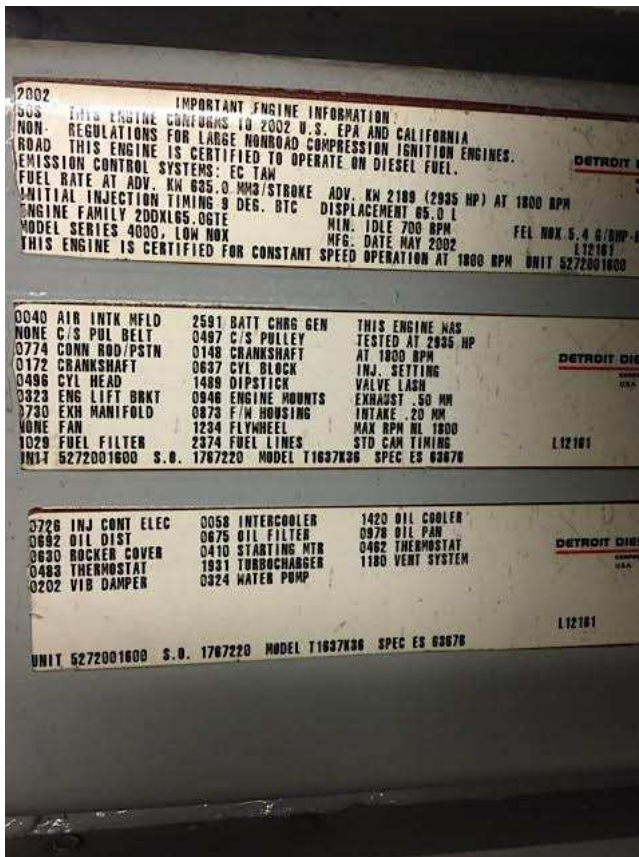 2002 IMPORTANT ENGINE INFORMATION
50S THIS ENGINE CONFORMS TO 2002 U.S. EPA AND CALIFORNIA
NON- REGULATIONS FOR LARGE NONROAD COMPRESSION IGNITION ENGINES.
ROAD THIS ENGINE IS CERTIFIED TO OPERATE ON DIESEL FUEL.
EMISSION CONTROL SYSTEMS: EC TAW
FUEL RATE AT ADV. KW 635.0 MM3/STROKE ADV. KW 2189 (2935 HP) AT 1800 RPM
INITIAL INJECTION TIMING 9 DEG. BTC DISPLACEMENT 65.0 L
ENGINE FAMILY 2DDXL65.0GTE MIN. IDLE 700 RPM FEL NOX 5.4 G/BHP-
MODEL SERIES 4000, LOW NOX MFG. DATE MAY 2002 L12161
THIS ENGINE IS CERTIFIED FOR CONSTANT SPEED OPERATION AT 1800 RPM UNIT 5272001600
DETROIT
0040 AIR INTK MFLD 2591 BATT CHRG GEN THIS ENGINE WAS
NONE C/S PUL BELT 0497 C/S PULLEY TESTED AT 2935 HP
0774 CONN ROD/PSTN 0148 CRANKSHAFT AT 1800 RPM
0172 CRANKSHAFT 0637 CYL BLOCK INJ. SETTING
0496 CYL HEAD 1489 DIPSTICK VALVE LASH
0323 ENG LIFT BRKT 0946 ENGINE MOUNTS EXHAUST .50 MM
0730 EXH MANIFOLD 0873 F/W HOUSING INTAKE .20 MM
NONE FAN 1234 FLYWHEEL MAX RPM NL 1800
1029 FUEL FILTER 2374 FUEL LINES STD CAM TIMING L12161
UNIT 5272001600 S.O. 1767220 MODEL T1637K36 SPEC ES 63676
DETROIT DIE
USA
0726 INJ CONT ELEC 0058 INTERCOOLER 1420 OIL COOLER
0692 OIL DIST 0675 OIL FILTER 0978 OIL PAN
0630 ROCKER COVER 0410 STARTING MTR 0462 THERMOSTAT
0483 THERMOSTAT 1931 TURBOCHARGER 1180 VENT SYSTEM
0202 VIB DAMPER 0324 WATER PUMP
DETROIT DIES
USA
L12161
UNIT 5272001600 S.O. 1767220 MODEL T1637K36 SPEC ES 63676